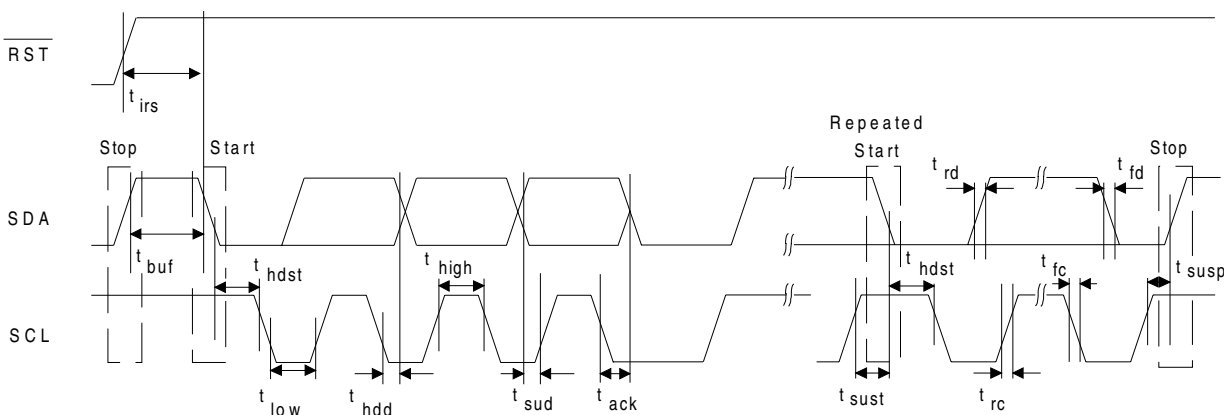 RST
t irs
Repeated
Stop Start Start Stop
t rd t fd
SDA
t buf t hdst t high t hdst t fc t susp
SCL
t low t hdd t sud t ack t sust t rc